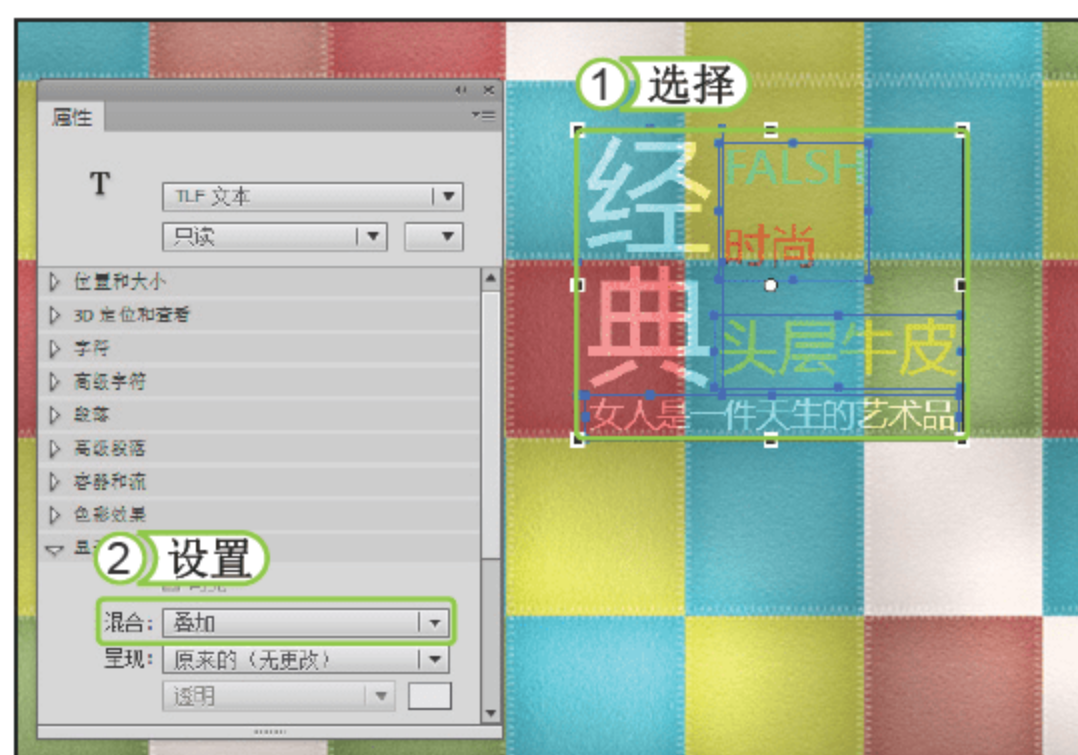 ① 选择
属性
T
TLF 文本
只读
位置和大小
3D 定位和查看
字符
高级字符
段落
高级段落
容器和流
色彩效果
② 设置
混合: 叠加
呈现: 原来的（无更改）
透明
经典
FALSH
时尚
头层牛皮
女人是一件天生的艺术品